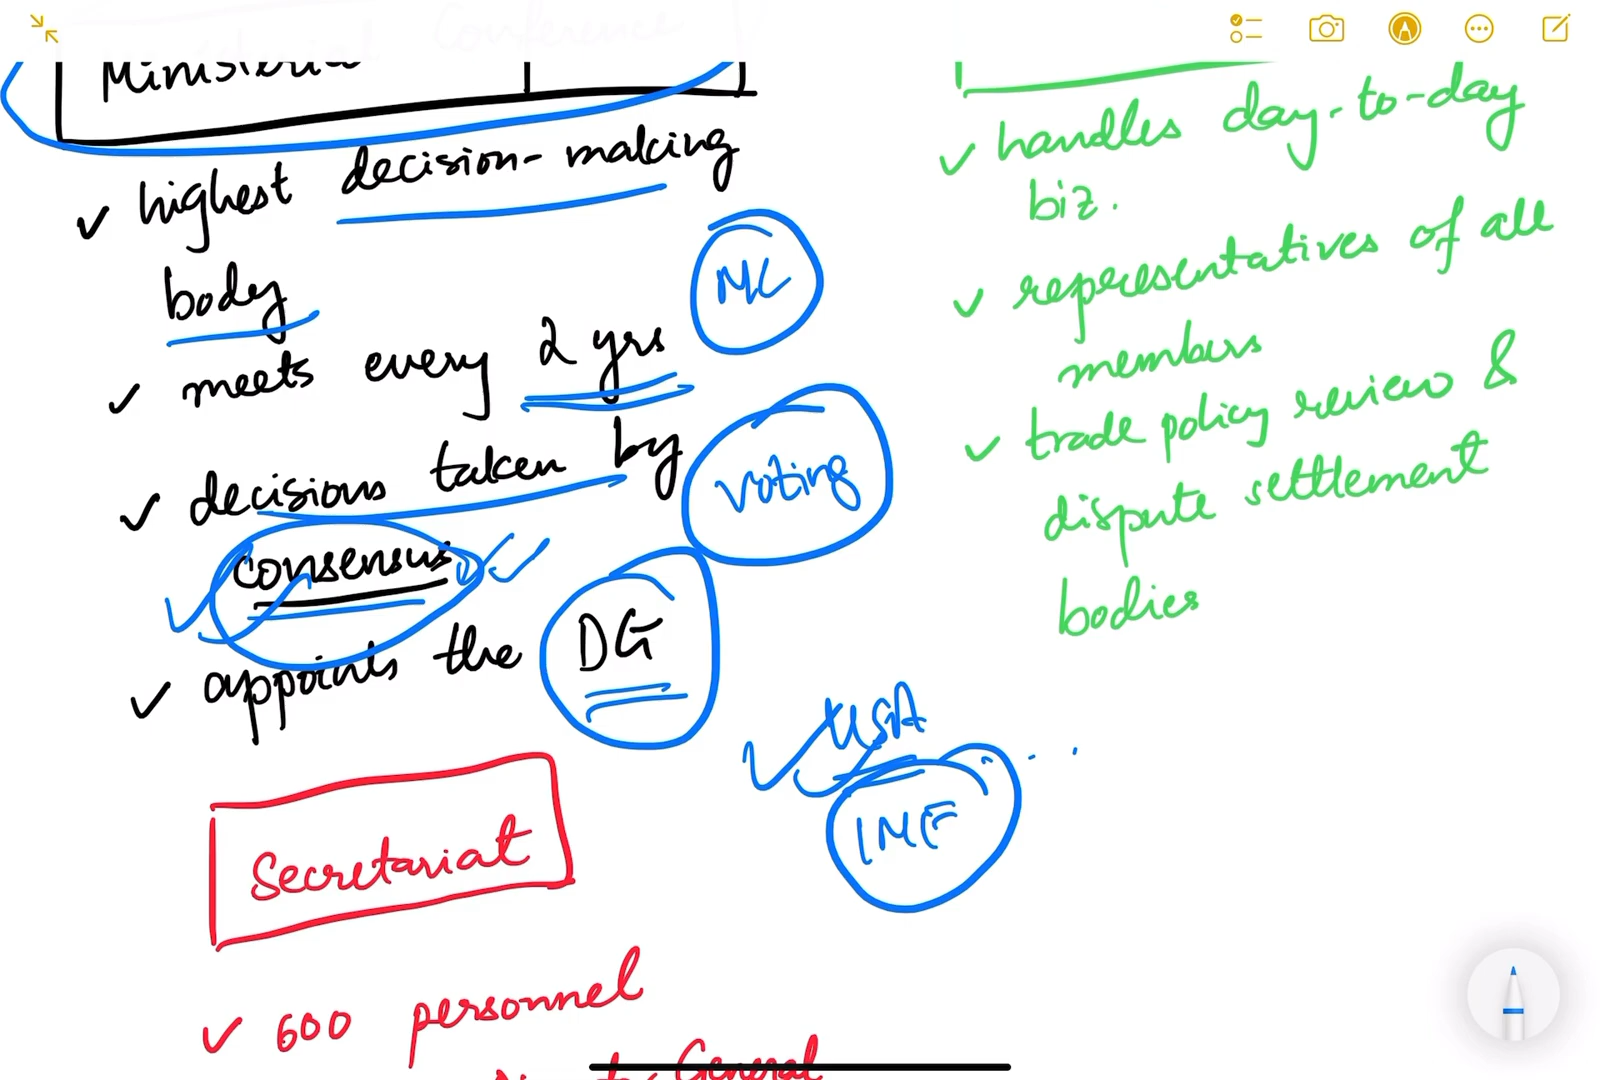 Ministerial Conference
✓ highest decision-making
body
MC
✓ meets every 2 yrs
✓ decisions taken by
voting
consensus
✓ appoints the DG
USA
IMF
Secretariat
✓ 600 personnel
General
✓ handles day-to-day
biz.
✓ representatives of all
members
✓ trade policy review &
dispute settlement
bodies